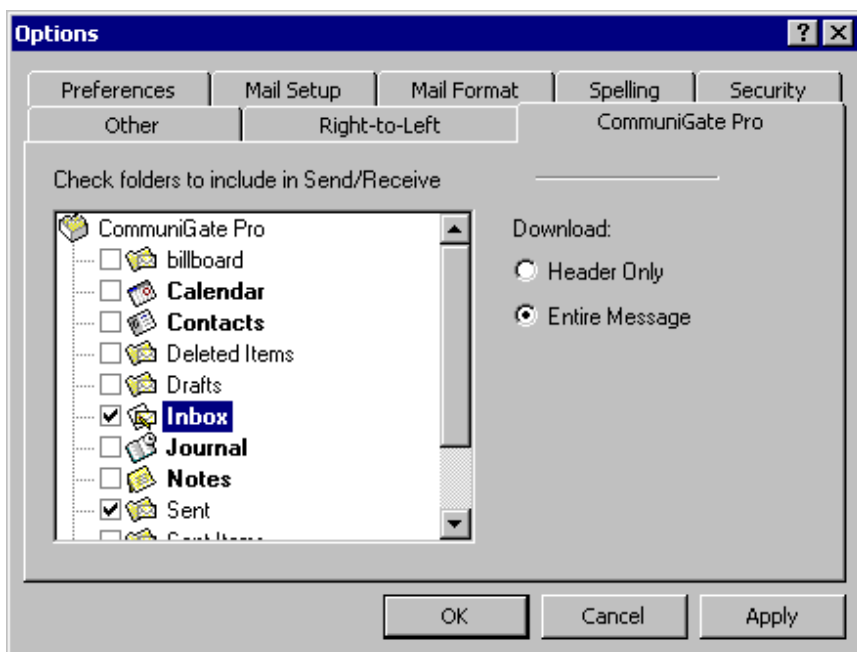 Options
Preferences Mail Setup Mail Format Spelling Security
Other Right-to-Left CommuniGate Pro
Check folders to include in Send/Receive
CommuniGate Pro
billboard
Calendar
Contacts
Deleted Items
Drafts
Inbox
Journal
Notes
Sent
Sent Items
Download:
Header Only
Entire Message
OK Cancel Apply